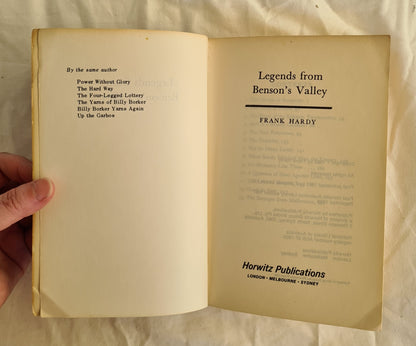 By the same author
Power Without Glory
The Hard Way
The Four-Legged Lottery
The Yarns of Billy Borker
Billy Borker Yarns Again
Up the Garbos
Legends from
Benson's Valley
FRANK HARDY
Horwitz Publications
LONDON - MELBOURNE - SYDNEY